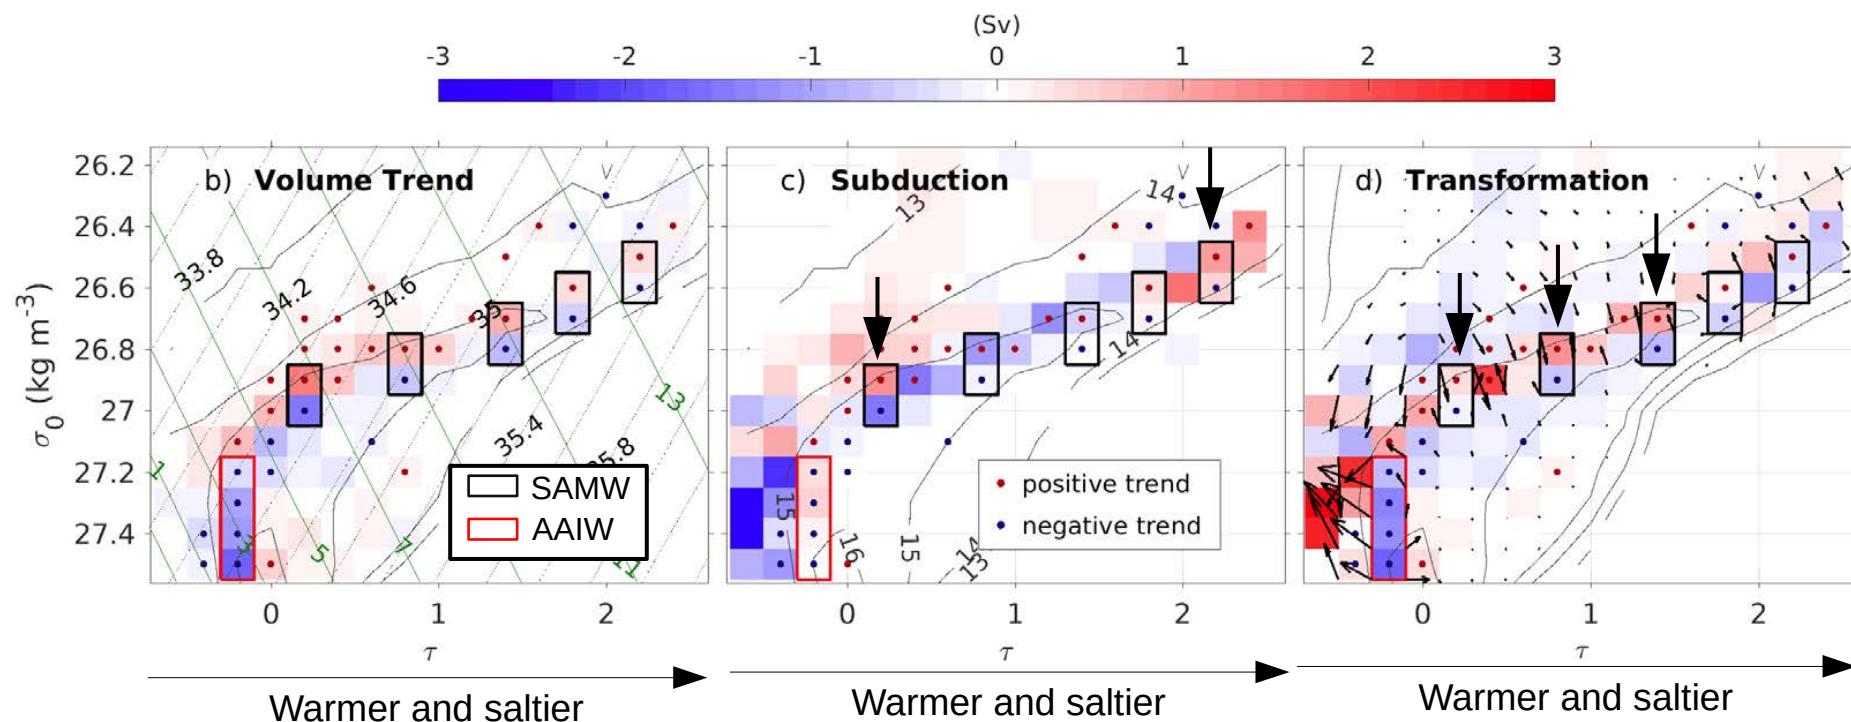 (Sv)
-3 -2 -1 0 1 2 3
b) Volume Trend
c) Subduction
d) Transformation
σ0 (kg m-3)
26.2
26.4
26.6
26.8
27
27.2
27.4
33.8
34.2
34.6
35
35.4
35.8
1
3
5
7
11
13
SAMW
AAIW
13
14
14
15
16
15
14
13
positive trend
negative trend
0 1 2
0 1 2
0 1 2
τ
τ
τ
Warmer and saltier
Warmer and saltier
Warmer and saltier